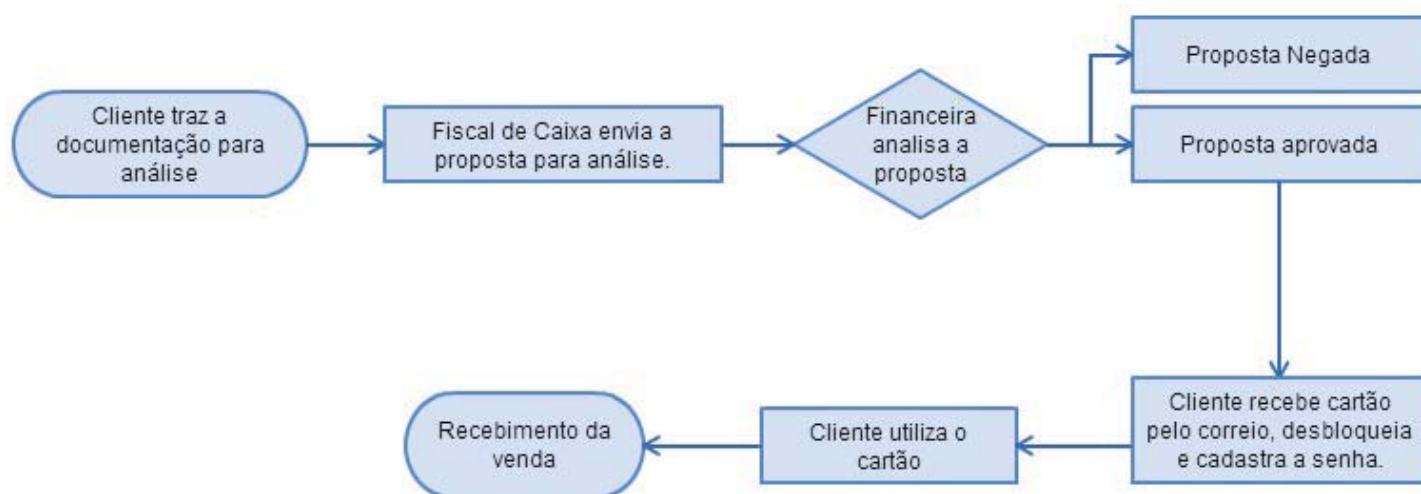 Cliente traz a
documentação para
análise
Fiscal de Caixa envia a
proposta para análise.
Financeira
analisa a
proposta
Proposta Negada
Proposta aprovada
Cliente recebe cartão
pelo correio, desbloqueia
e cadastra a senha.
Cliente utiliza o
cartão
Recebimento da
venda